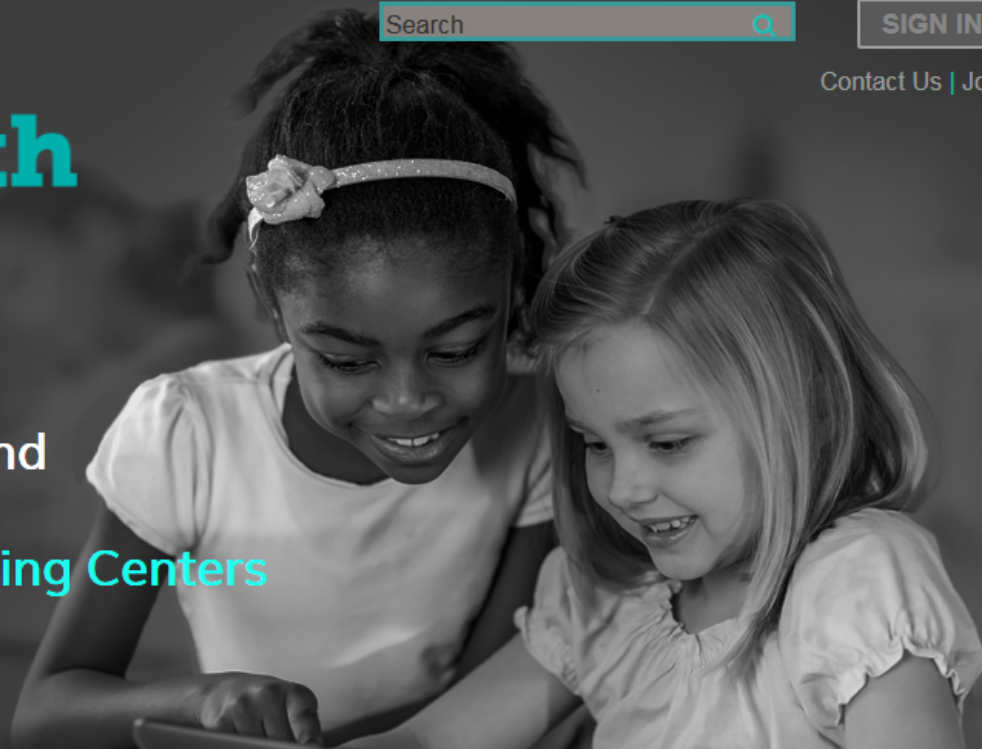 Search
SIGN IN
Contact Us | Jo
th
nd
ing Centers